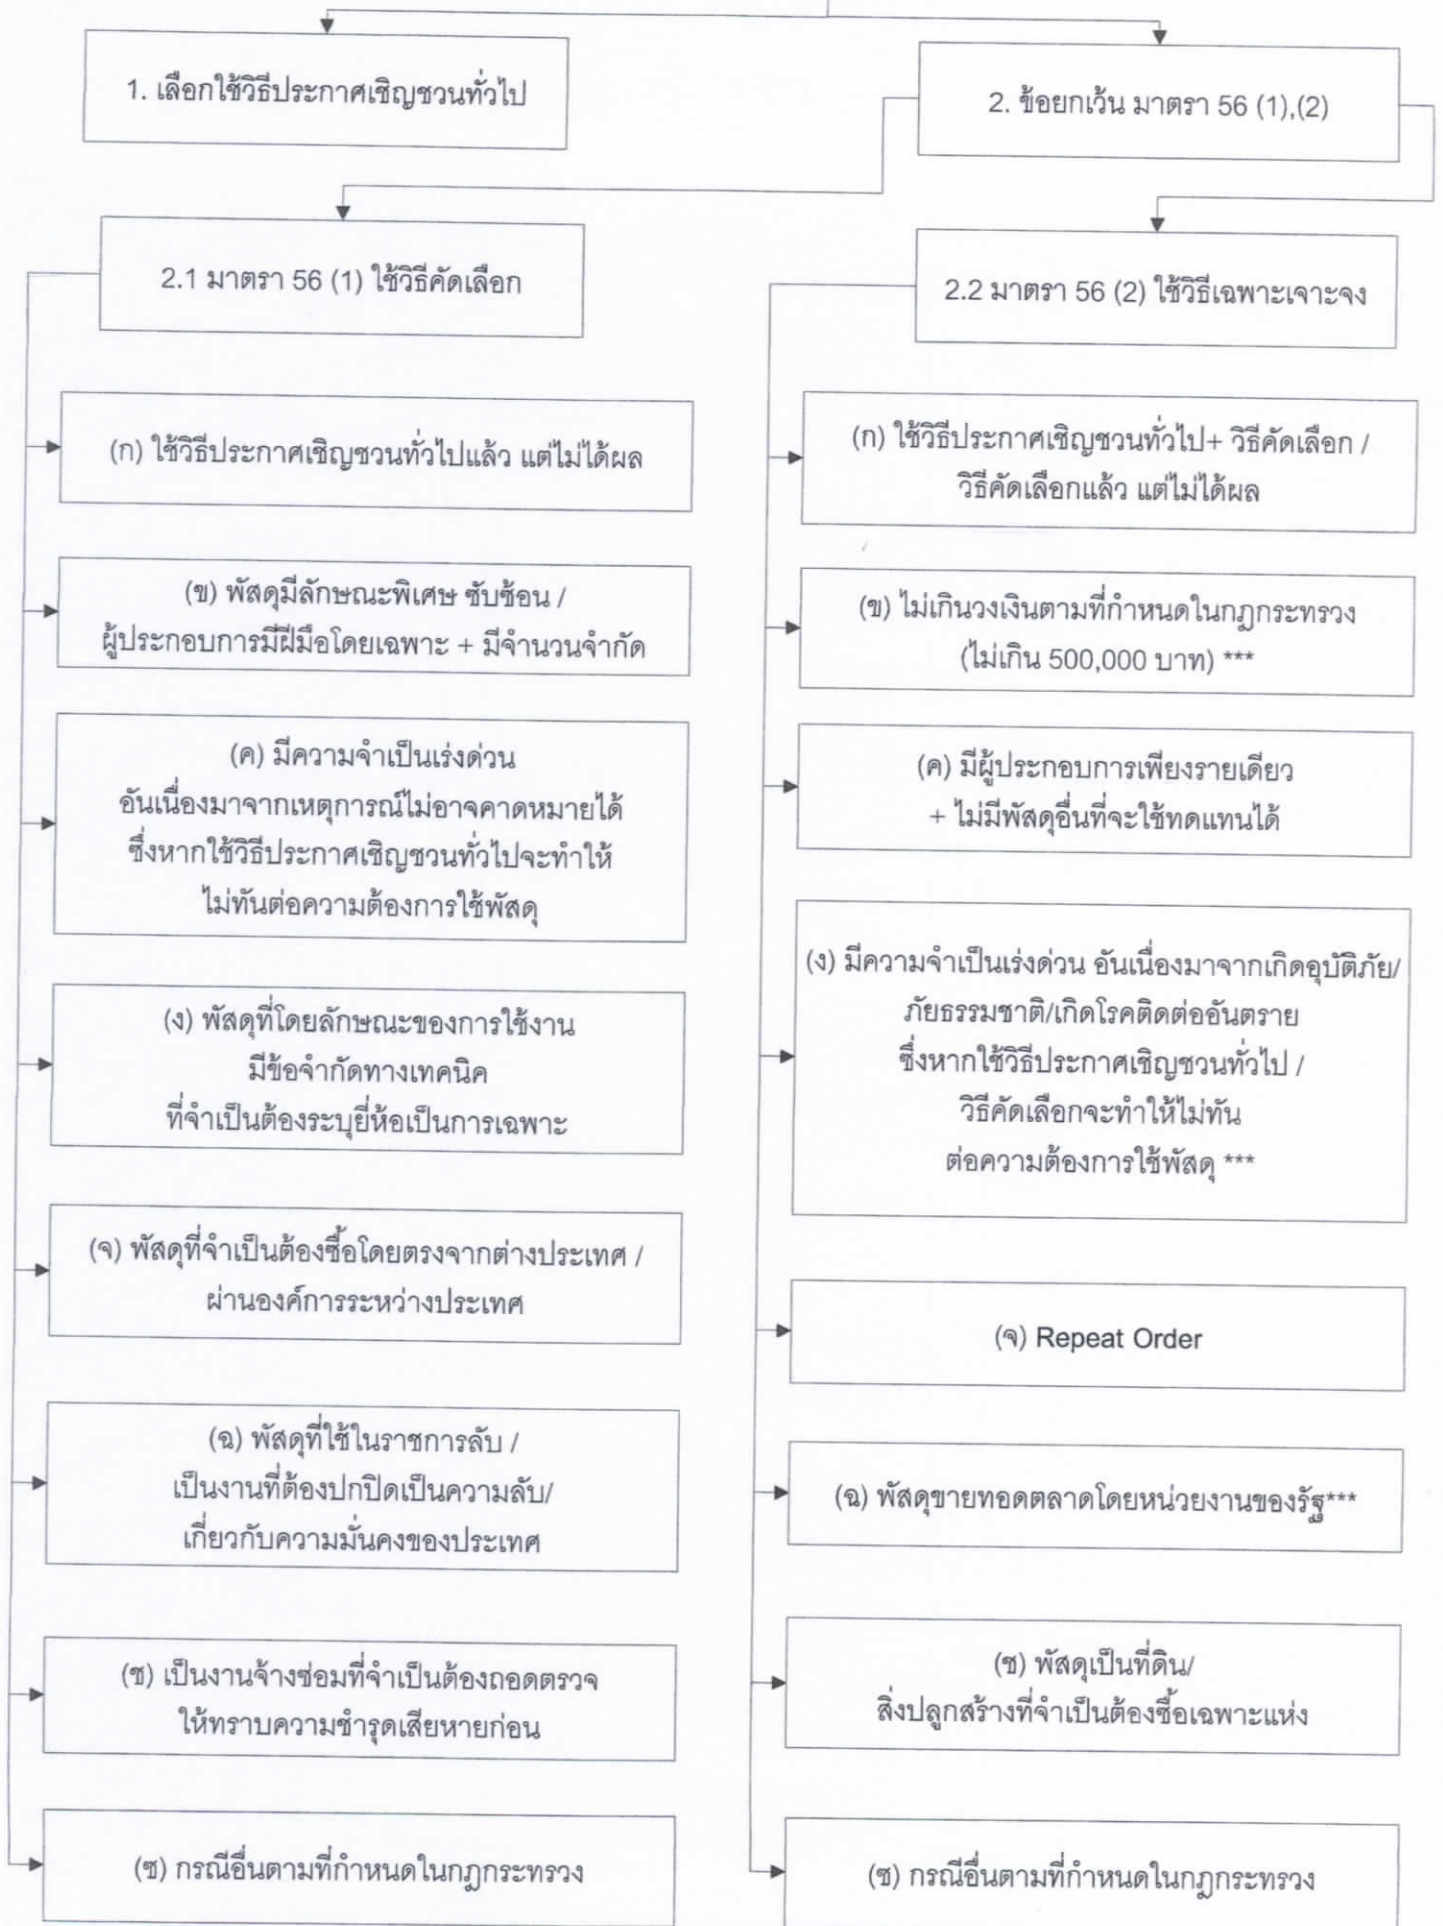 1. เลือกใช้วิธีประกาศเชิญชวนทั่วไป
2. ข้อยกเว้น มาตรา 56 (1),(2)
2.1 มาตรา 56 (1) ใช้วิธีคัดเลือก
(ก) ใช้วิธีประกาศเชิญชวนทั่วไปแล้ว แต่ไม่ได้ผล
(ข) พัสดุมีลักษณะพิเศษ ซับซ้อน /
ผู้ประกอบการมีฝีมือโดยเฉพาะ + มีจำนวนจำกัด
(ค) มีความจำเป็นเร่งด่วน
อันเนื่องมาจากเหตุการณ์ไม่อาจคาดหมายได้
ซึ่งหากใช้วิธีประกาศเชิญชวนทั่วไปจะทำให้
ไม่ทันต่อความต้องการใช้พัสดุ
(ง) พัสดุที่โดยลักษณะของการใช้งาน
มีข้อจำกัดทางเทคนิค
ที่จำเป็นต้องระบุยี่ห้อเป็นการเฉพาะ
(จ) พัสดุที่จำเป็นต้องซื้อโดยตรงจากต่างประเทศ /
ผ่านองค์การระหว่างประเทศ
(ฉ) พัสดุที่ใช้ในราชการลับ /
เป็นงานที่ต้องปกปิดเป็นความลับ/
เกี่ยวกับความมั่นคงของประเทศ
(ช) เป็นงานจ้างซ่อมที่จำเป็นต้องถอดตรวจ
ให้ทราบความชำรุดเสียหายก่อน
(ซ) กรณีอื่นตามที่กำหนดในกฎกระทรวง
2.2 มาตรา 56 (2) ใช้วิธีเฉพาะเจาะจง
(ก) ใช้วิธีประกาศเชิญชวนทั่วไป+ วิธีคัดเลือก /
วิธีคัดเลือกแล้ว แต่ไม่ได้ผล
(ข) ไม่เกินวงเงินตามที่กำหนดในกฎกระทรวง
(ไม่เกิน 500,000 บาท) ***
(ค) มีผู้ประกอบการเพียงรายเดียว
+ ไม่มีพัสดุอื่นที่จะใช้ทดแทนได้
(ง) มีความจำเป็นเร่งด่วน อันเนื่องมาจากเกิดอุบัติภัย/
ภัยธรรมชาติ/เกิดโรคติดต่ออันตราย
ซึ่งหากใช้วิธีประกาศเชิญชวนทั่วไป /
วิธีคัดเลือกจะทำให้ไม่ทัน
ต่อความต้องการใช้พัสดุ ***
(จ) Repeat Order
(ฉ) พัสดุขายทอดตลาดโดยหน่วยงานของรัฐ***
(ช) พัสดุเป็นที่ดิน/
สิ่งปลูกสร้างที่จำเป็นต้องซื้อเฉพาะแห่ง
(ซ) กรณีอื่นตามที่กำหนดในกฎกระทรวง